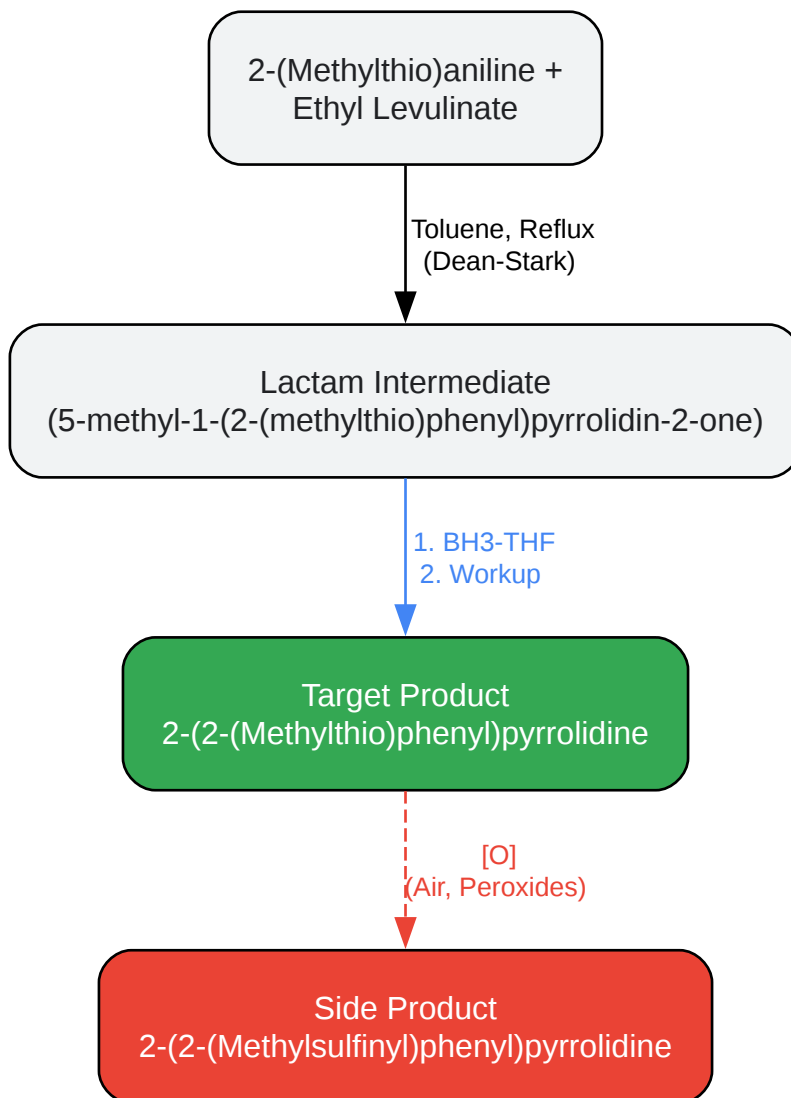 2-(Methylthio)aniline +
Ethyl Levulinate
Toluene, Reflux
(Dean-Stark)
Lactam Intermediate
(5-methyl-1-(2-(methylthio)phenyl)pyrrolidin-2-one)
1. BH3-THF
2. Workup
Target Product
2-(2-(Methylthio)phenyl)pyrrolidine
[O]
(Air, Peroxides)
Side Product
2-(2-(Methylsulfinyl)phenyl)pyrrolidine